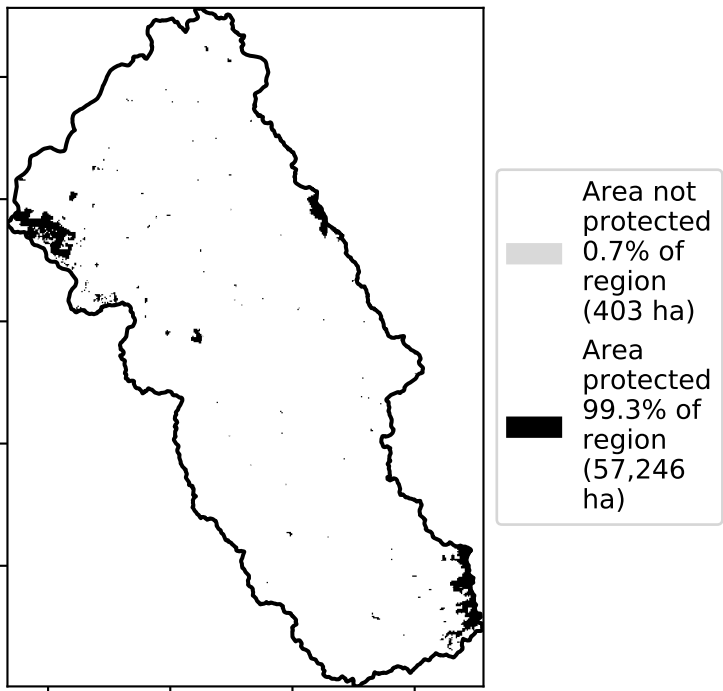 Area not
protected
0.7% of
region
(403 ha)
Area
protected
99.3% of
region
(57,246
ha)